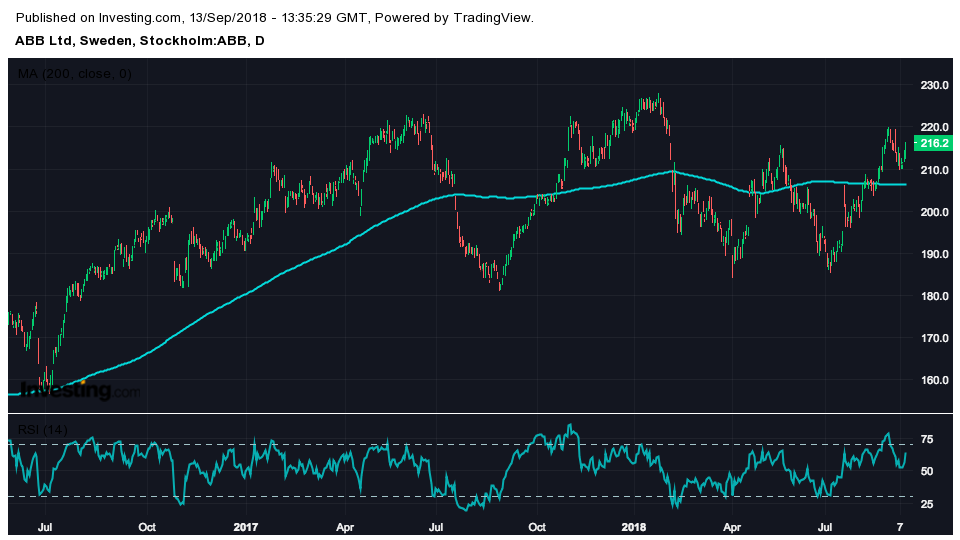 Published on Investing.com, 13/Sep/2018 - 13:35:29 GMT, Powered by TradingView.
ABB Ltd, Sweden, Stockholm:ABB, D
MA (200, close, 0)
230.0
220.0
216.2
210.0
200.0
190.0
180.0
170.0
160.0
Investing.com
RSI (14)
75
50
25
Jul Oct 2017 Apr Jul Oct 2018 Apr Jul 7